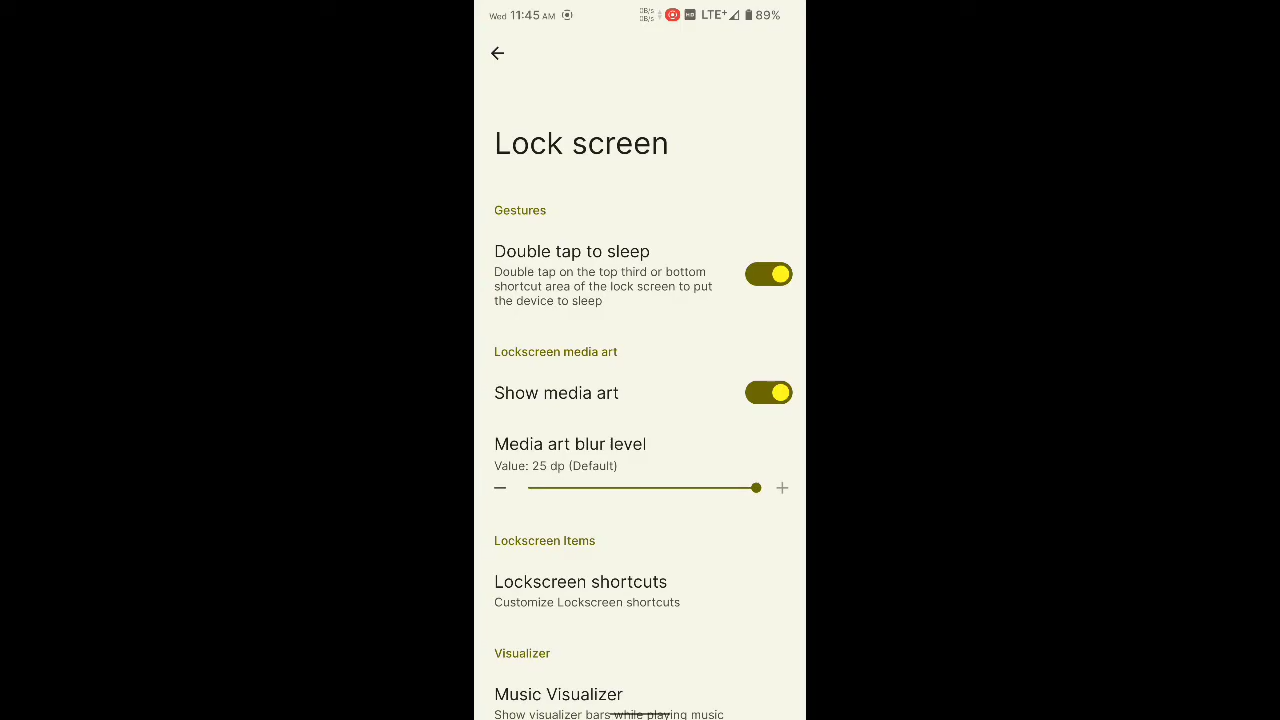 Wed 11:45 AM 0B/s 0B/s HD LTE+ 89%
Lock screen
Gestures
Double tap to sleep
Double tap on the top third or bottom
shortcut area of the lock screen to put
the device to sleep
Lockscreen media art
Show media art
Media art blur level
Value: 25 dp (Default)
Lockscreen Items
Lockscreen shortcuts
Customize Lockscreen shortcuts
Visualizer
Music Visualizer
Show visualizer bars while playing music